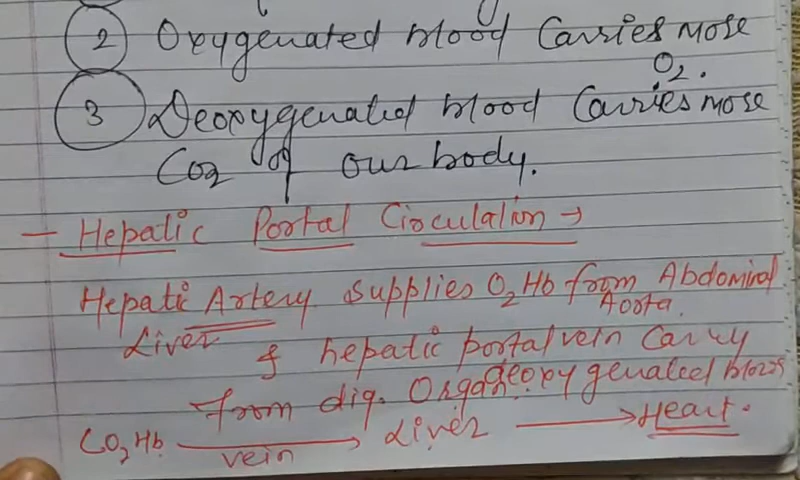 2 Oxygenated blood Carries more
O2.
3 Deoxygenated blood Carries more
CO2 of our body.
- Hepatic Portal Circulation →
Hepatic Artery supplies O2Hb from Abdominal
Aorta.
Liver & hepatic portal vein Carry
from dig. Organ deoxygenated blood
CO2Hb vein → Liver → Heart.